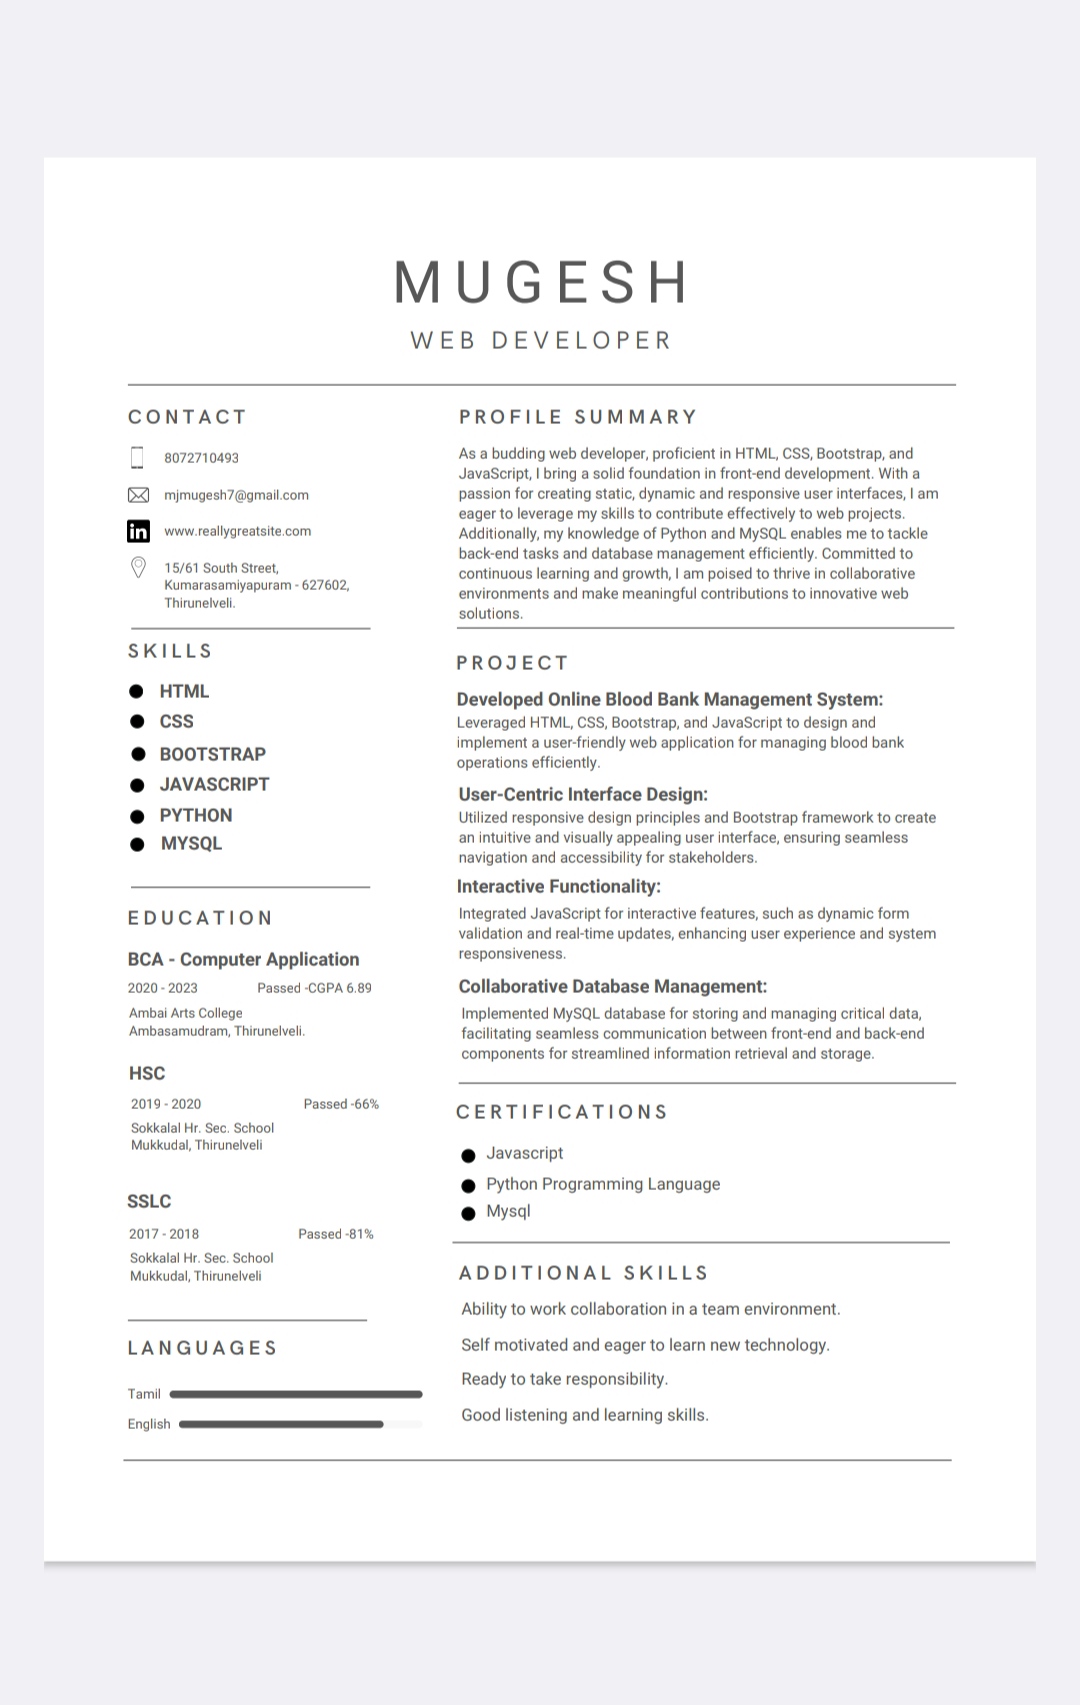 MUGESH
WEB DEVELOPER
CONTACT
8072710493
mjmugesh7@gmail.com
in
www.reallygreatsite.com
15/61 South Street,
Kumarasamiyapuram - 627602,
Thirunelveli.
SKILLS
HTML
CSS
BOOTSTRAP
JAVASCRIPT
PYTHON
MYSQL
EDUCATION
BCA - Computer Application
2020 - 2023 Passed -CGPA 6.89
Ambai Arts College
Ambasamudram, Thirunelveli.
HSC
2019 - 2020 Passed -66%
Sokkalal Hr. Sec. School
Mukkudal, Thirunelveli
SSLC
2017 - 2018 Passed -81%
Sokkalal Hr. Sec. School
Mukkudal, Thirunelveli
LANGUAGES
Tamil
English
PROFILE SUMMARY
As a budding web developer, proficient in HTML, CSS, Bootstrap, and
JavaScript, I bring a solid foundation in front-end development. With a
passion for creating static, dynamic and responsive user interfaces, I am
eager to leverage my skills to contribute effectively to web projects.
Additionally, my knowledge of Python and MySQL enables me to tackle
back-end tasks and database management efficiently. Committed to
continuous learning and growth, I am poised to thrive in collaborative
environments and make meaningful contributions to innovative web
solutions.
PROJECT
Developed Online Blood Bank Management System:
Leveraged HTML, CSS, Bootstrap, and JavaScript to design and
implement a user-friendly web application for managing blood bank
operations efficiently.
User-Centric Interface Design:
Utilized responsive design principles and Bootstrap framework to create
an intuitive and visually appealing user interface, ensuring seamless
navigation and accessibility for stakeholders.
Interactive Functionality:
Integrated JavaScript for interactive features, such as dynamic form
validation and real-time updates, enhancing user experience and system
responsiveness.
Collaborative Database Management:
Implemented MySQL database for storing and managing critical data,
facilitating seamless communication between front-end and back-end
components for streamlined information retrieval and storage.
CERTIFICATIONS
Javascript
Python Programming Language
Mysql
ADDITIONAL SKILLS
Ability to work collaboration in a team environment.
Self motivated and eager to learn new technology.
Ready to take responsibility.
Good listening and learning skills.